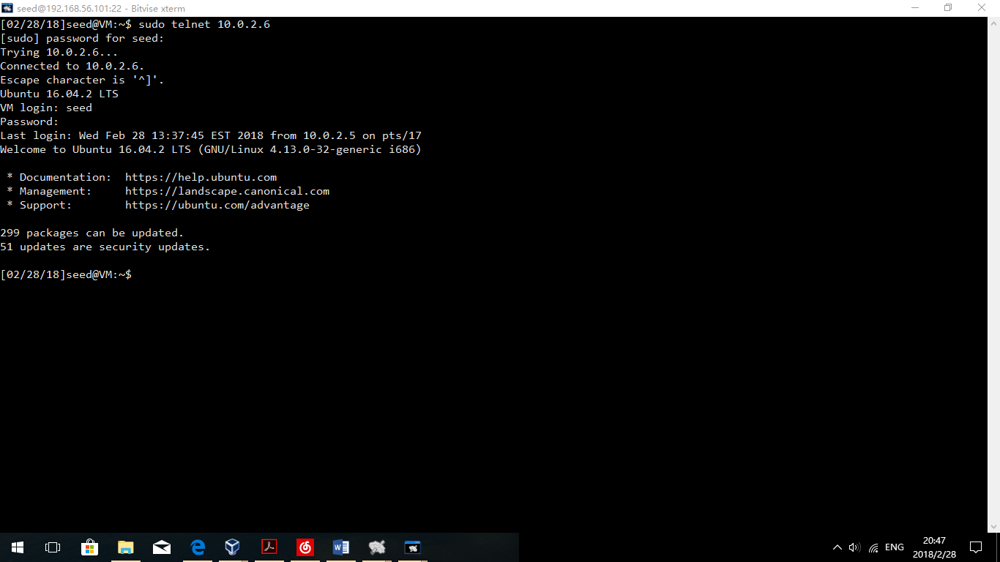 seed@192.168.56.101:22 - Bitvise xterm
[02/28/18]seed@VM:~$ sudo telnet 10.0.2.6
[sudo] password for seed:
Trying 10.0.2.6...
Connected to 10.0.2.6.
Escape character is '^]'.
Ubuntu 16.04.2 LTS
VM login: seed
Password:
Last login: Wed Feb 28 13:37:45 EST 2018 from 10.0.2.5 on pts/17
Welcome to Ubuntu 16.04.2 LTS (GNU/Linux 4.13.0-32-generic i686)
 * Documentation:  https://help.ubuntu.com
 * Management:     https://landscape.canonical.com
 * Support:        https://ubuntu.com/advantage
299 packages can be updated.
51 updates are security updates.
[02/28/18]seed@VM:~$
ENG
20:47
2018/2/28